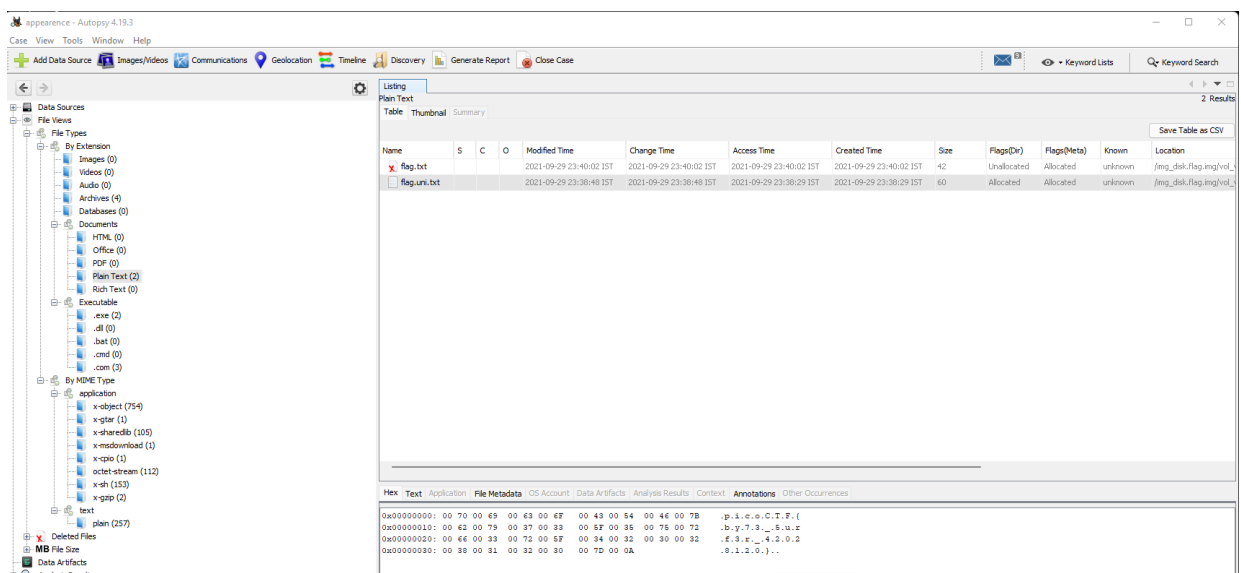 appearence - Autopsy 4.19.3
Case View Tools Window Help
Add Data Source Images/Videos Communications Geolocation Timeline Discovery Generate Report Close Case Keyword Lists Keyword Search
Listing
Plain Text 2 Results
Table Thumbnail Summary
Save Table as CSV
Name S C O Modified Time Change Time Access Time Created Time Size Flags(Dir) Flags(Meta) Known Location
flag.txt 2021-09-29 23:40:02 IST 2021-09-29 23:40:02 IST 2021-09-29 23:40:02 IST 2021-09-29 23:40:02 IST 42 Unallocated Allocated unknown /img_disk.flag.img/vol_
flag.uni.txt 2021-09-29 23:38:48 IST 2021-09-29 23:38:48 IST 2021-09-29 23:38:29 IST 2021-09-29 23:38:29 IST 60 Allocated Allocated unknown /img_disk.flag.img/vol_
Data Sources
File Views
File Types
By Extension
Images (0)
Videos (0)
Audio (0)
Archives (4)
Databases (0)
Documents
HTML (0)
Office (0)
PDF (0)
Plain Text (2)
Rich Text (0)
Executable
.exe (2)
.dll (0)
.bat (0)
.cmd (0)
.com (3)
By MIME Type
application
x-object (754)
x-gtar (1)
x-sharedlib (105)
x-msdownload (1)
x-cpio (1)
octet-stream (112)
x-sh (153)
x-gzip (2)
text
plain (257)
Deleted Files
MB File Size
Data Artifacts
Hex Text Application File Metadata OS Account Data Artifacts Analysis Results Context Annotations Other Occurrences
0x00000000: 00 70 00 69 00 63 00 6F 00 43 00 54 00 46 00 7B .p.i.c.o.C.T.F.{
0x00000010: 00 62 00 79 00 37 00 33 00 5F 00 35 00 75 00 72 .b.y.7.3._.5.u.r
0x00000020: 00 66 00 33 00 72 00 5F 00 34 00 32 00 30 00 32 .f.3.r._.4.2.0.2
0x00000030: 00 38 00 31 00 32 00 30 00 7D 00 0A .8.1.2.0.}..